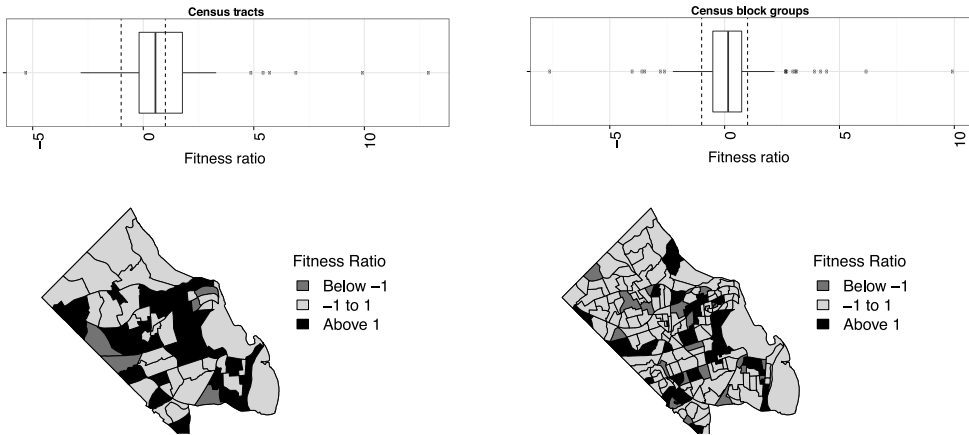 Census tracts
−5
0
5
10
Fitness ratio
Census block groups
−5
0
5
10
Fitness ratio
Fitness Ratio
Below −1
−1 to 1
Above 1
Fitness Ratio
Below −1
−1 to 1
Above 1